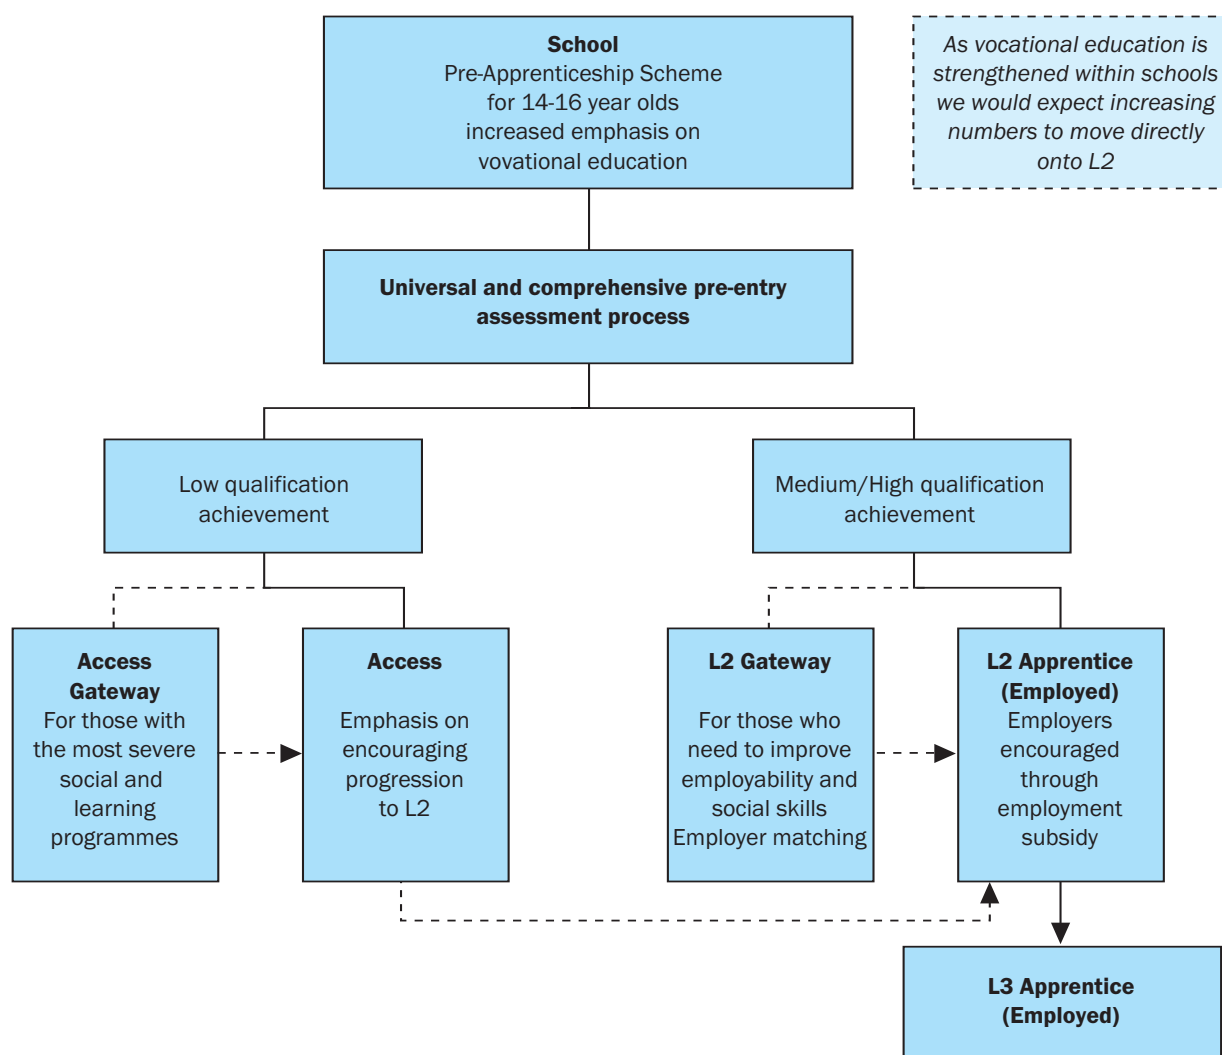 School
Pre-Apprenticeship Scheme
for 14-16 year olds
increased emphasis on
vovational education
As vocational education is
strengthened within schools
we would expect increasing
numbers to move directly
onto L2
Universal and comprehensive pre-entry
assessment process
Low qualification
achievement
Medium/High qualification
achievement
Access
Gateway
For those with
the most severe
social and
learning
programmes
Access
Emphasis on
encouraging
progression
to L2
L2 Gateway
For those who
need to improve
employability and
social skills
Employer matching
L2 Apprentice
(Employed)
Employers
encouraged
through
employment
subsidy
L3 Apprentice
(Employed)